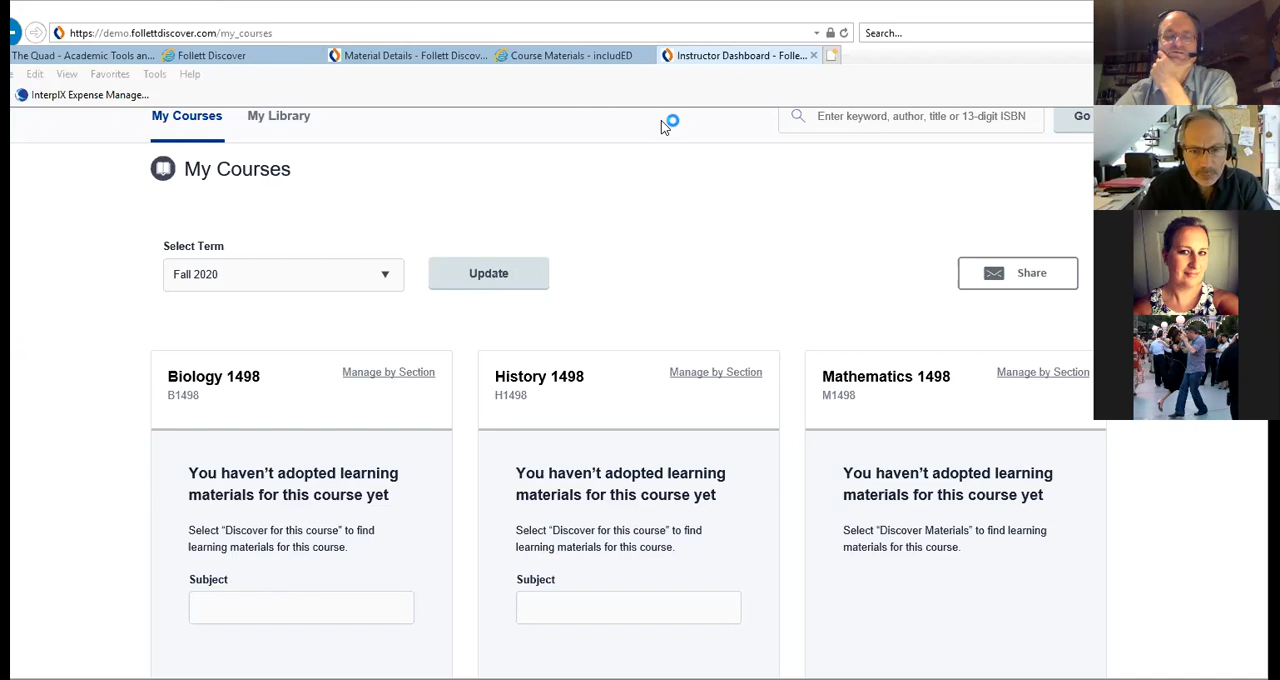 https://demo.follettdiscover.com/my_courses
Search...
The Quad - Academic Tools an...
Follett Discover
Material Details - Follett Discov...
Course Materials - includED
Instructor Dashboard - Folle...
Edit View Favorites Tools Help
InterpIX Expense Manage...
My Courses
My Library
Enter keyword, author, title or 13-digit ISBN
Go
My Courses
Select Term
Fall 2020
Update
Share
Biology 1498
Manage by Section
B1498
You haven’t adopted learning
materials for this course yet
Select “Discover for this course” to find
learning materials for this course.
Subject
History 1498
Manage by Section
H1498
You haven’t adopted learning
materials for this course yet
Select “Discover for this course” to find
learning materials for this course.
Subject
Mathematics 1498
Manage by Section
M1498
You haven’t adopted learning
materials for this course yet
Select “Discover Materials” to find learning
materials for this course.